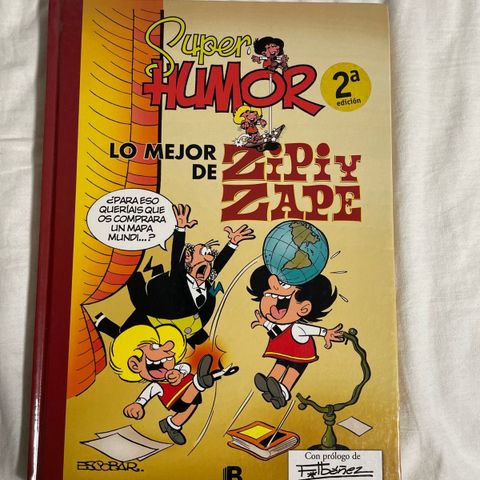 Super
HUMOR
2ª
edición
LO MEJOR
DE
ZiPi y
ZAPE
¿PARA ESO
QUERÍAIS QUE
OS COMPRARA
UN MAPA
MUNDI...?
ESCOBAR..
B
Con prólogo de
F. Ibáñez